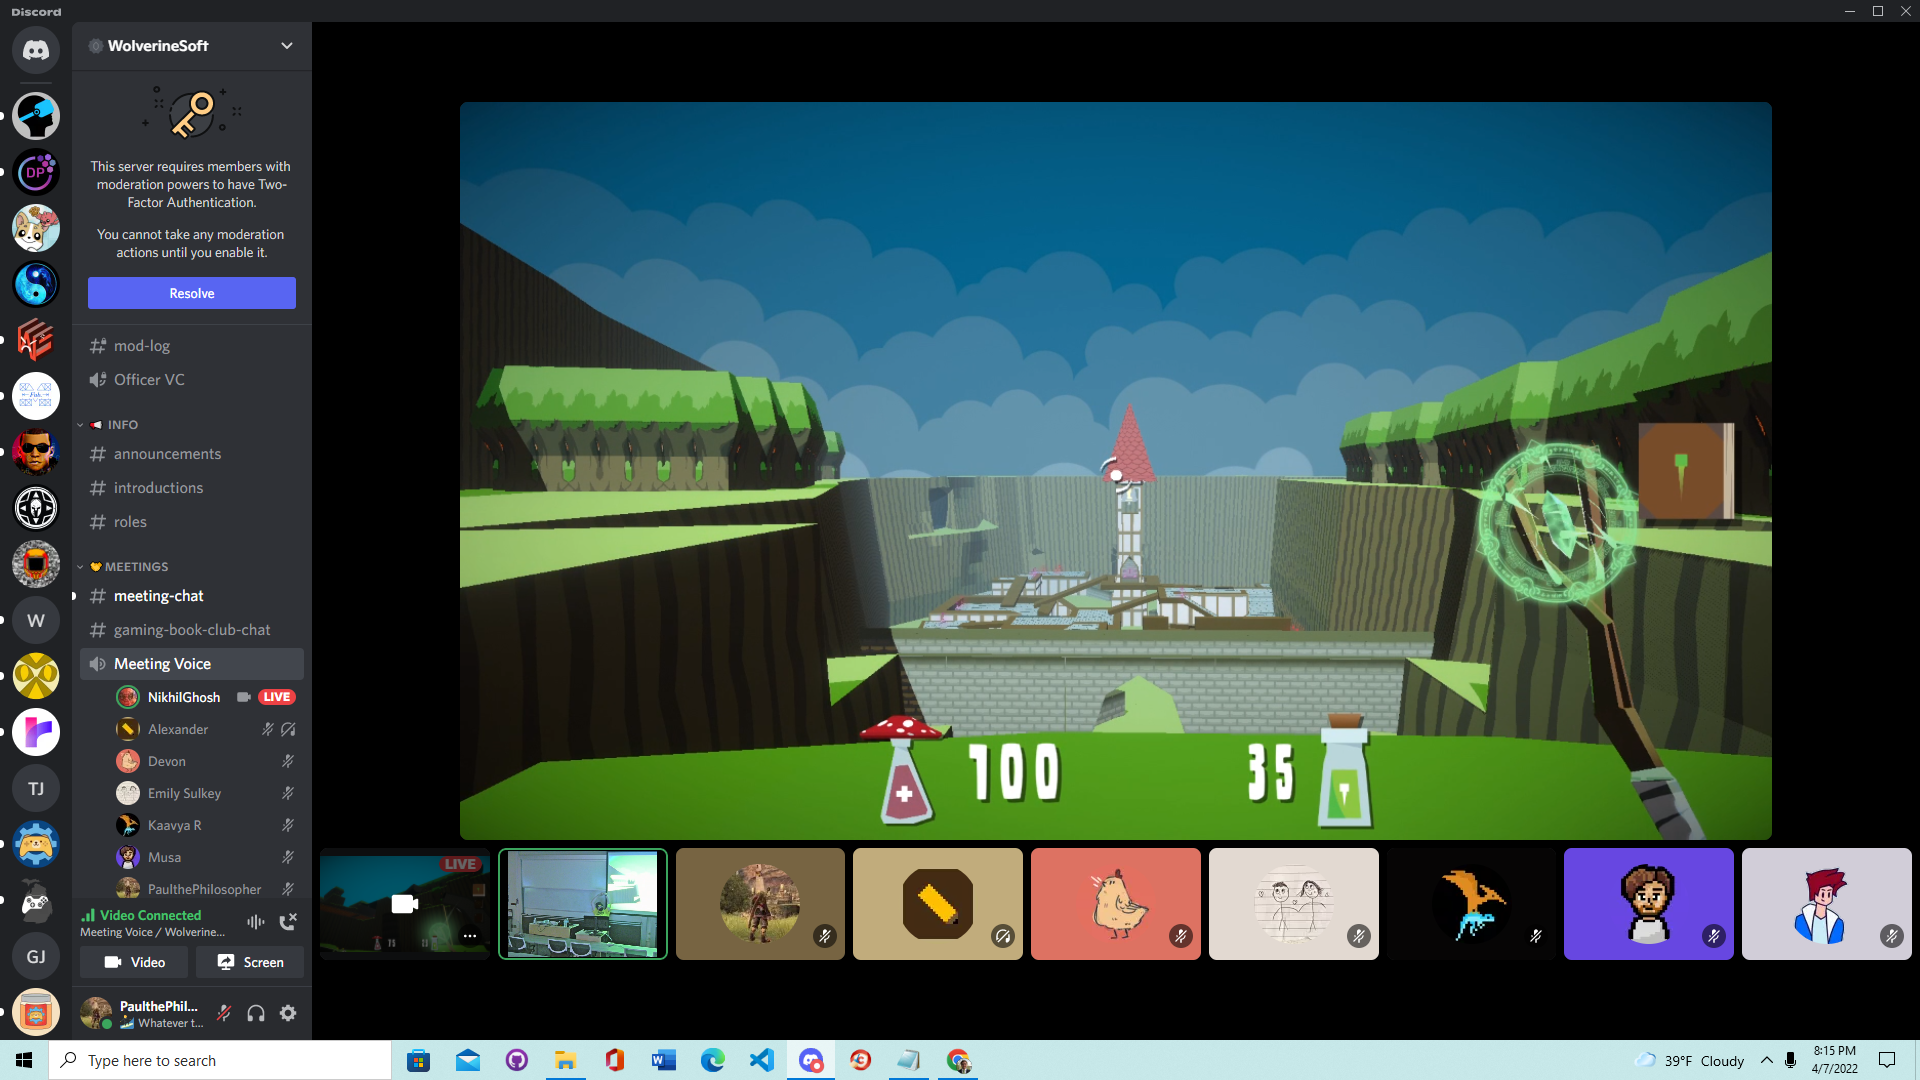 Discord
WolverineSoft
This server requires members with
moderation powers to have Two-
Factor Authentication.
You cannot take any moderation
actions until you enable it.
Resolve
mod-log
Officer VC
INFO
announcements
introductions
roles
MEETINGS
meeting-chat
gaming-book-club-chat
Meeting Voice
NikhilGhosh LIVE
Alexander
Devon
Emily Sulkey
Kaavya R
Musa
PaulthePhilosopher
Video Connected
Meeting Voice / Wolverine...
Video Screen
PaulthePhil...
Whatever t...
DP
W
TJ
GJ
100
35
LIVE
Type here to search
39°F Cloudy
8:15 PM
4/7/2022